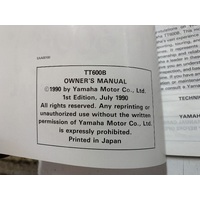 TT600B
OWNER'S MANUAL
©1990 by Yamaha Motor Co., Ltd.
1st Edition, July 1990
All rights reserved. Any reprinting or
unauthorized use without the written
permission of Yamaha Motor Co., Ltd.
is expressly prohibited.
Printed in Japan
TECHNIC
YAMAH